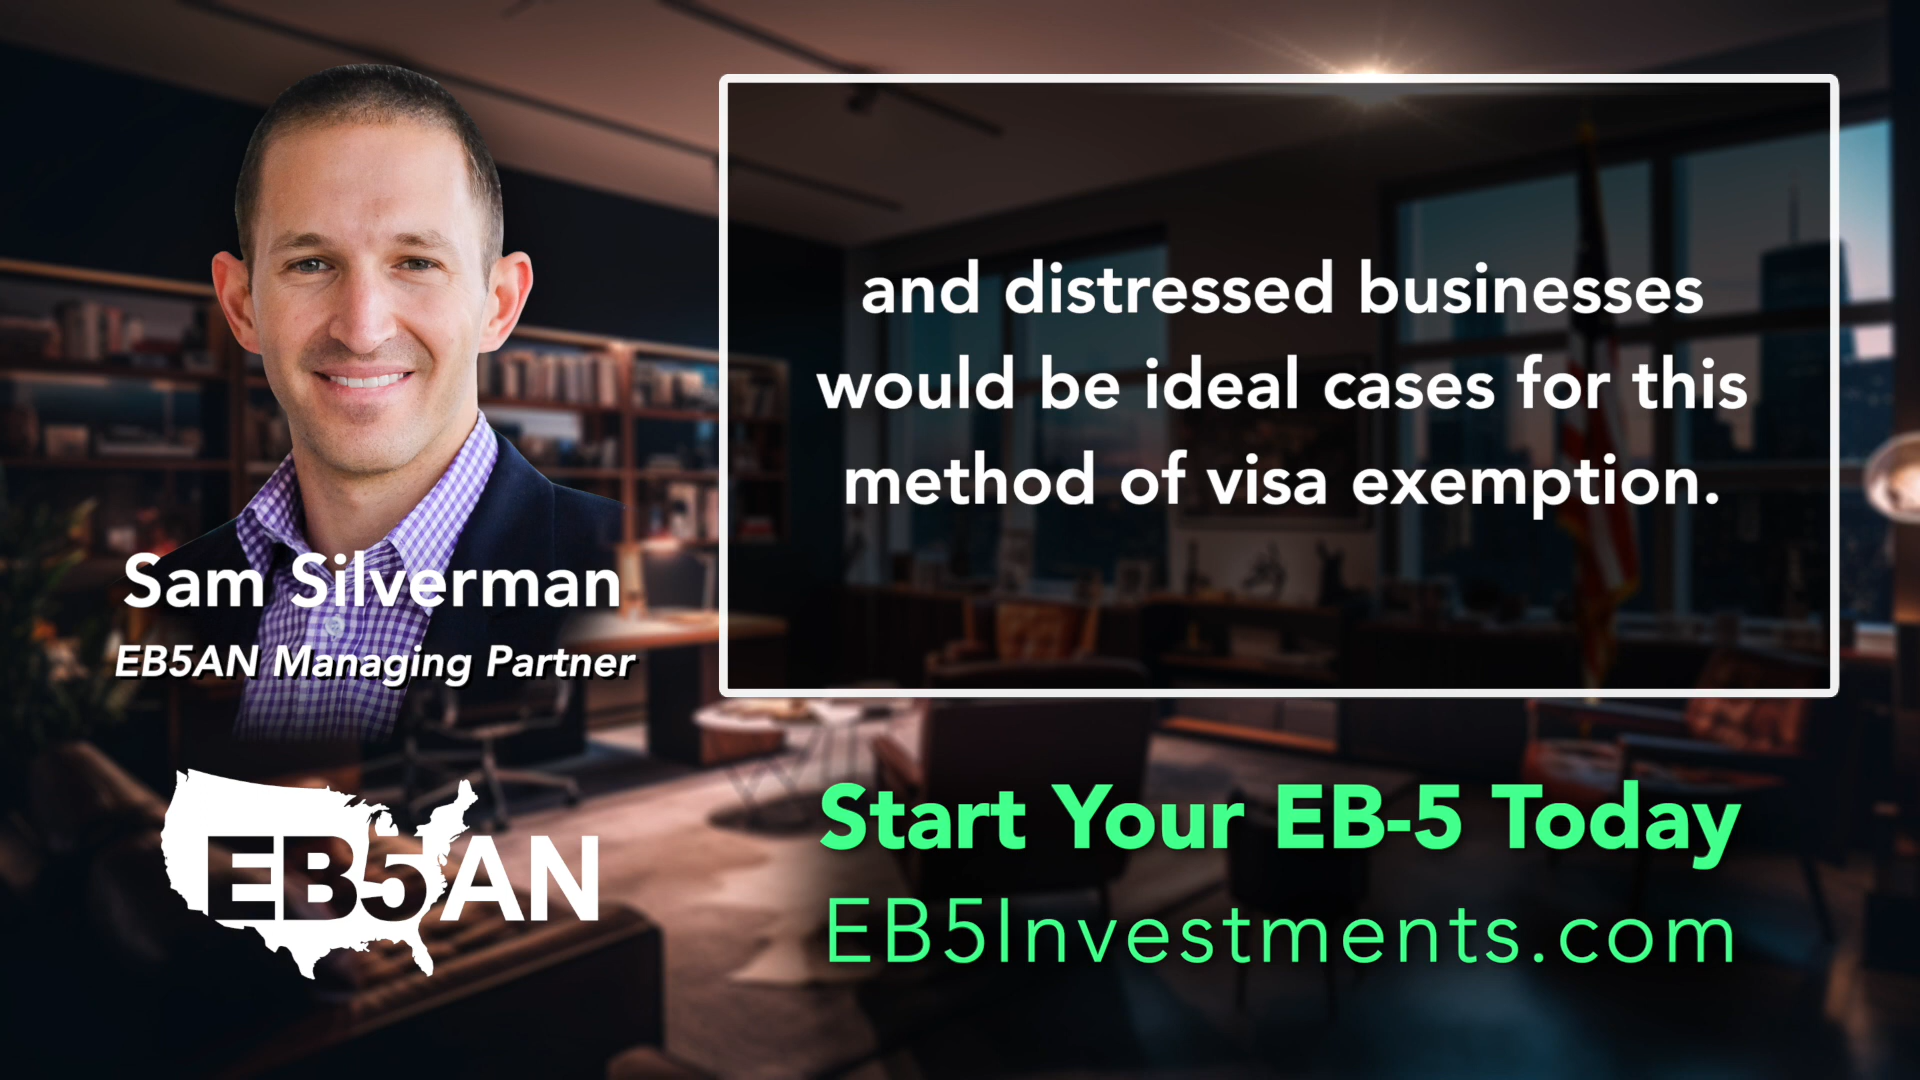 and distressed businesses
would be ideal cases for this
method of visa exemption.
Sam Silverman
EB5AN Managing Partner
EB5AN
Start Your EB-5 Today
EB5Investments.com